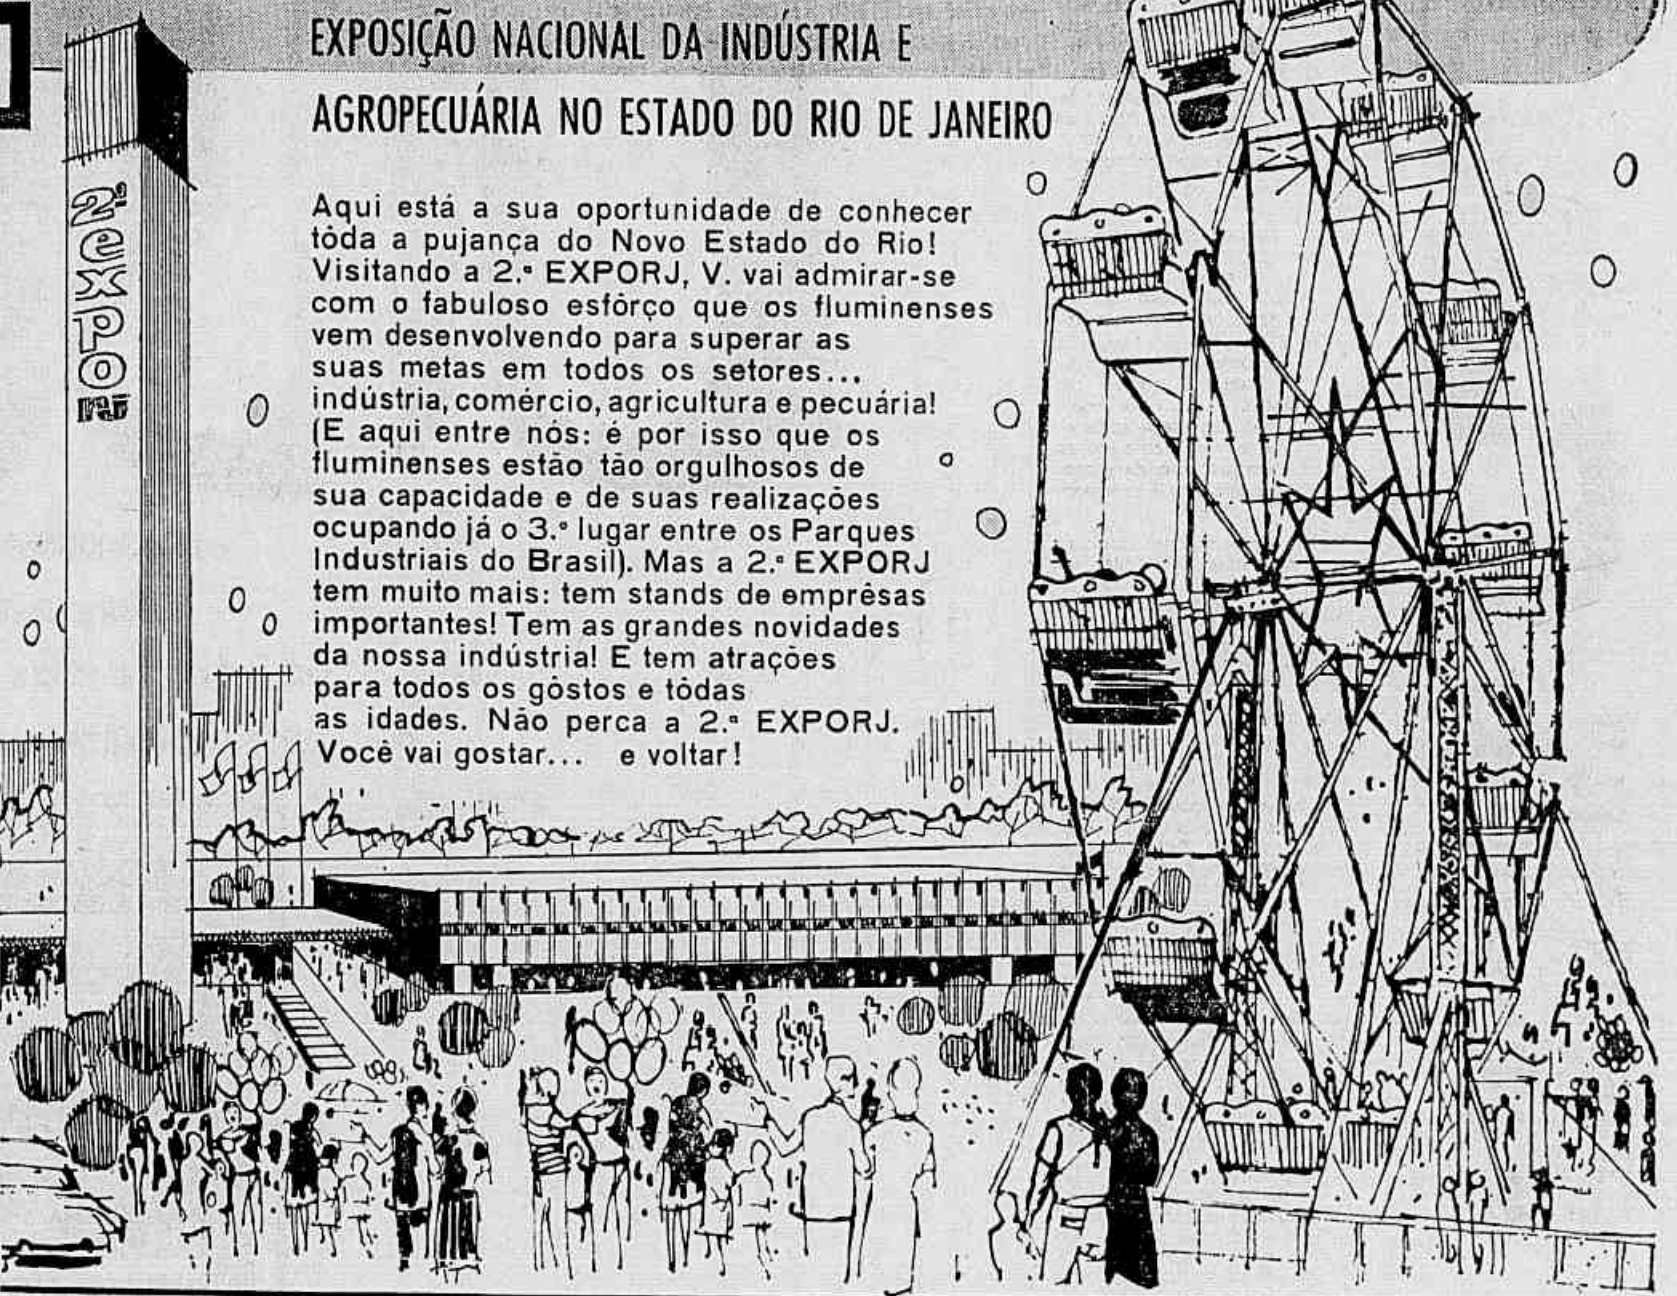 EXPOSIÇÃO NACIONAL DA INDÚSTRIA E
AGROPECUÁRIA NO ESTADO DO RIO DE JANEIRO
2ª
expo
RJ
Aqui está a sua oportunidade de conhecer
tôda a pujança do Novo Estado do Rio!
Visitando a 2.ª EXPORJ, V. vai admirar-se
com o fabuloso esfôrço que os fluminenses
vem desenvolvendo para superar as
suas metas em todos os setores...
indústria, comércio, agricultura e pecuária!
(E aqui entre nós: é por isso que os
fluminenses estão tão orgulhosos de
sua capacidade e de suas realizações
ocupando já o 3.º lugar entre os Parques
Industriais do Brasil). Mas a 2.ª EXPORJ
tem muito mais: tem stands de emprêsas
importantes! Tem as grandes novidades
da nossa indústria! E tem atrações
para todos os gôstos e tôdas
as idades. Não perca a 2.ª EXPORJ.
Você vai gostar... e voltar!